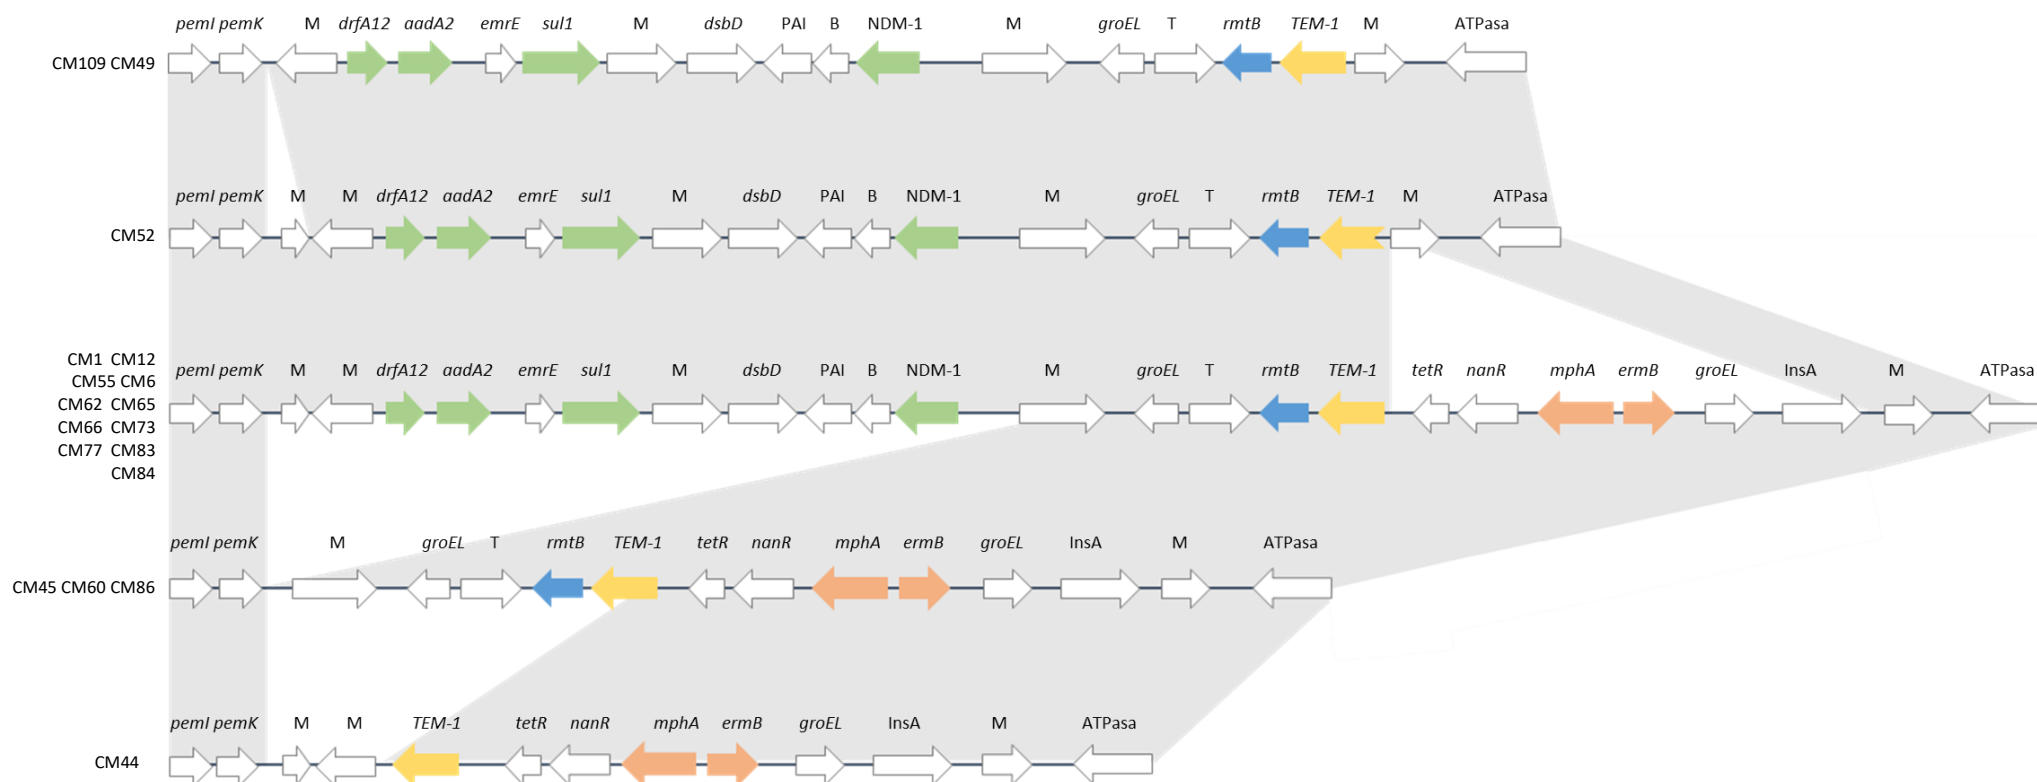 pemI pemK M drfA12 aadA2 emrE sul1 M dsbD PAI B NDM-1 M groEL T rmtB TEM-1 M ATPasa
CM109 CM49
pemI pemK M M drfA12 aadA2 emrE sul1 M dsbD PAI B NDM-1 M groEL T rmtB TEM-1 M ATPasa
CM52
CM1 CM12
pemI pemK M M drfA12 aadA2 emrE sul1 M dsbD PAI B NDM-1 M groEL T rmtB TEM-1 tetR nanR mphA ermB groEL InsA M ATPasa
CM55 CM6
CM62 CM65
CM66 CM73
CM77 CM83
CM84
pemI pemK M groEL T rmtB TEM-1 tetR nanR mphA ermB groEL InsA M ATPasa
CM45 CM60 CM86
pemI pemK M M TEM-1 tetR nanR mphA ermB groEL InsA M ATPasa
CM44